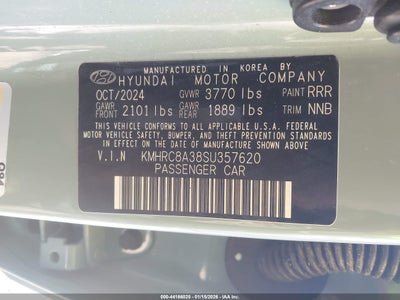 MANUFACTURED IN KOREA BY
HYUNDAI MOTOR COMPANY
OCT/2024 GVWR 3770 lbs PAINT RRR
GAWR FRONT 2101 lbs GAWR REAR 1889 lbs TRIM NNB
THIS VEHICLE CONFORMS TO ALL APPLICABLE U.S. FEDERAL
MOTOR VEHICLE SAFETY, BUMPER, AND THEFT PREVENTION
STANDARDS IN EFFECT ON THE DATE OF MANUFACTURE SHOWN ABOVE.
V.I.N KMHRC8A38SU357620
PASSENGER CAR
000-44186025 - 01/15/2026 - IAA Inc.